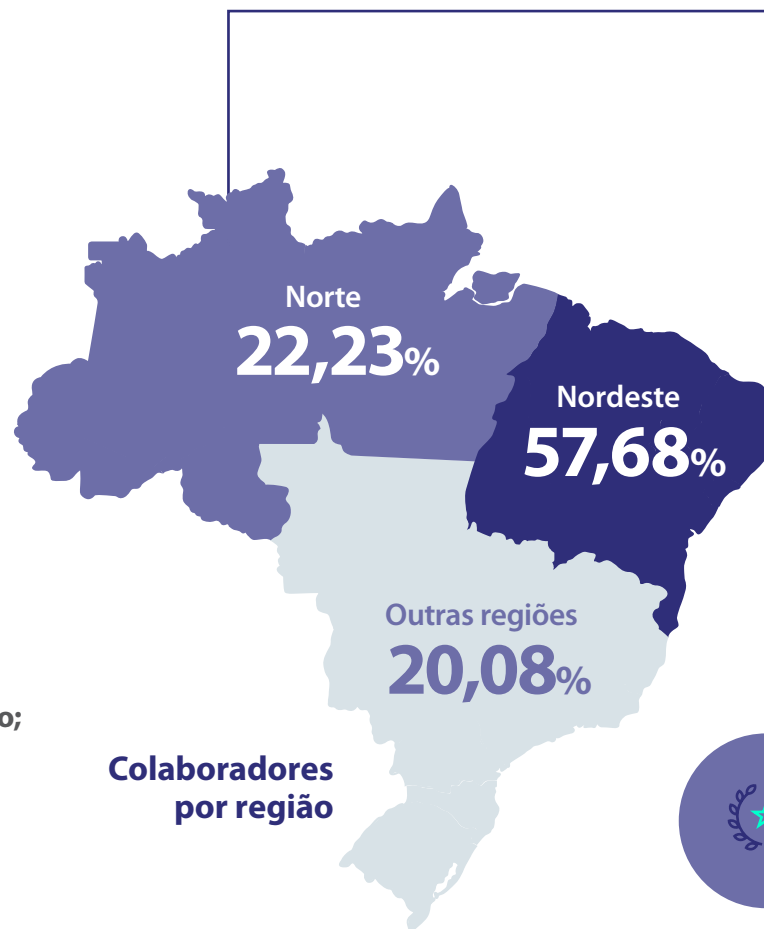 Norte
22,23%
Nordeste
57,68%
Outras regiões
20,08%
o;
Colaboradores
por região